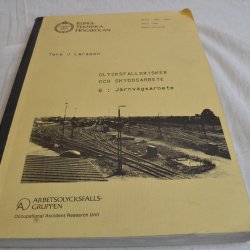 KUNGL
TEKNISKA
HÖGSKOLAN
Tore J Larsson
OLYCKSFALLSRISKER
OCH SKYDDSARBETE
6 : Järnvägsarbete
ARBETSOLYCKSFALLS-
GRUPPEN
Occupational Accident Research Unit